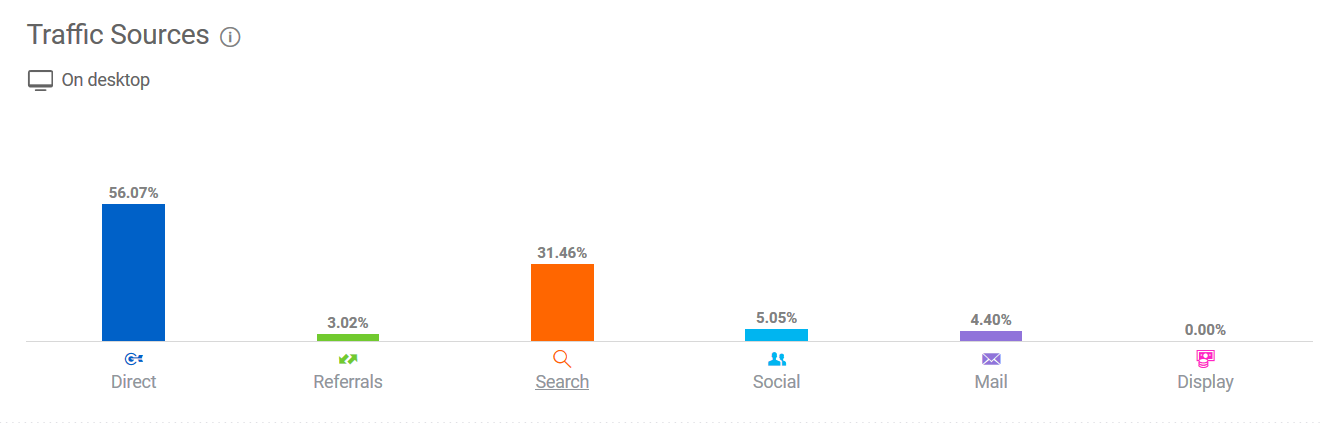 Traffic Sources
On desktop
56.07%
3.02%
31.46%
5.05%
4.40%
0.00%
Direct
Referrals
Search
Social
Mail
Display